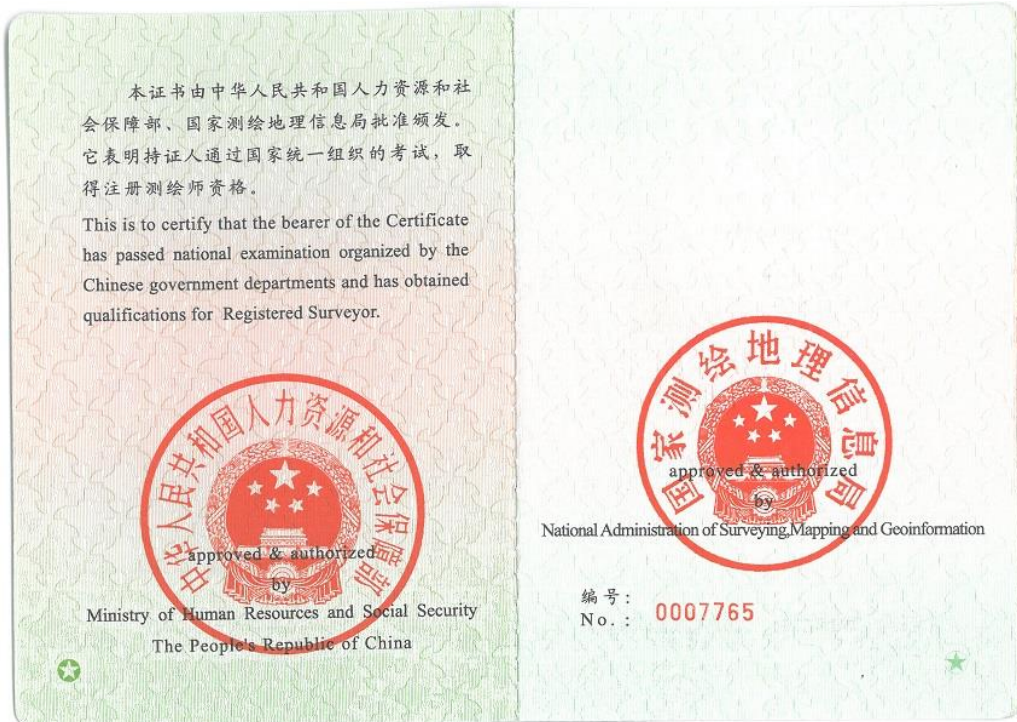 本证书由中华人民共和国人力资源和社
会保障部、国家测绘地理信息局批准颁发。
它表明持证人通过国家统一组织的考试，取
得注册测绘师资格。
This is to certify that the bearer of the Certificate
has passed national examination organized by the
Chinese government departments and has obtained
qualifications for Registered Surveyor.
中华人民共和国人力资源和社会保障部
approved & authorized
by
Ministry of Human Resources and Social Security
The People's Republic of China
国家测绘地理信息局
approved & authorized
by
National Administration of Surveying,Mapping and Geoinformation
编号：
No.： 0007765